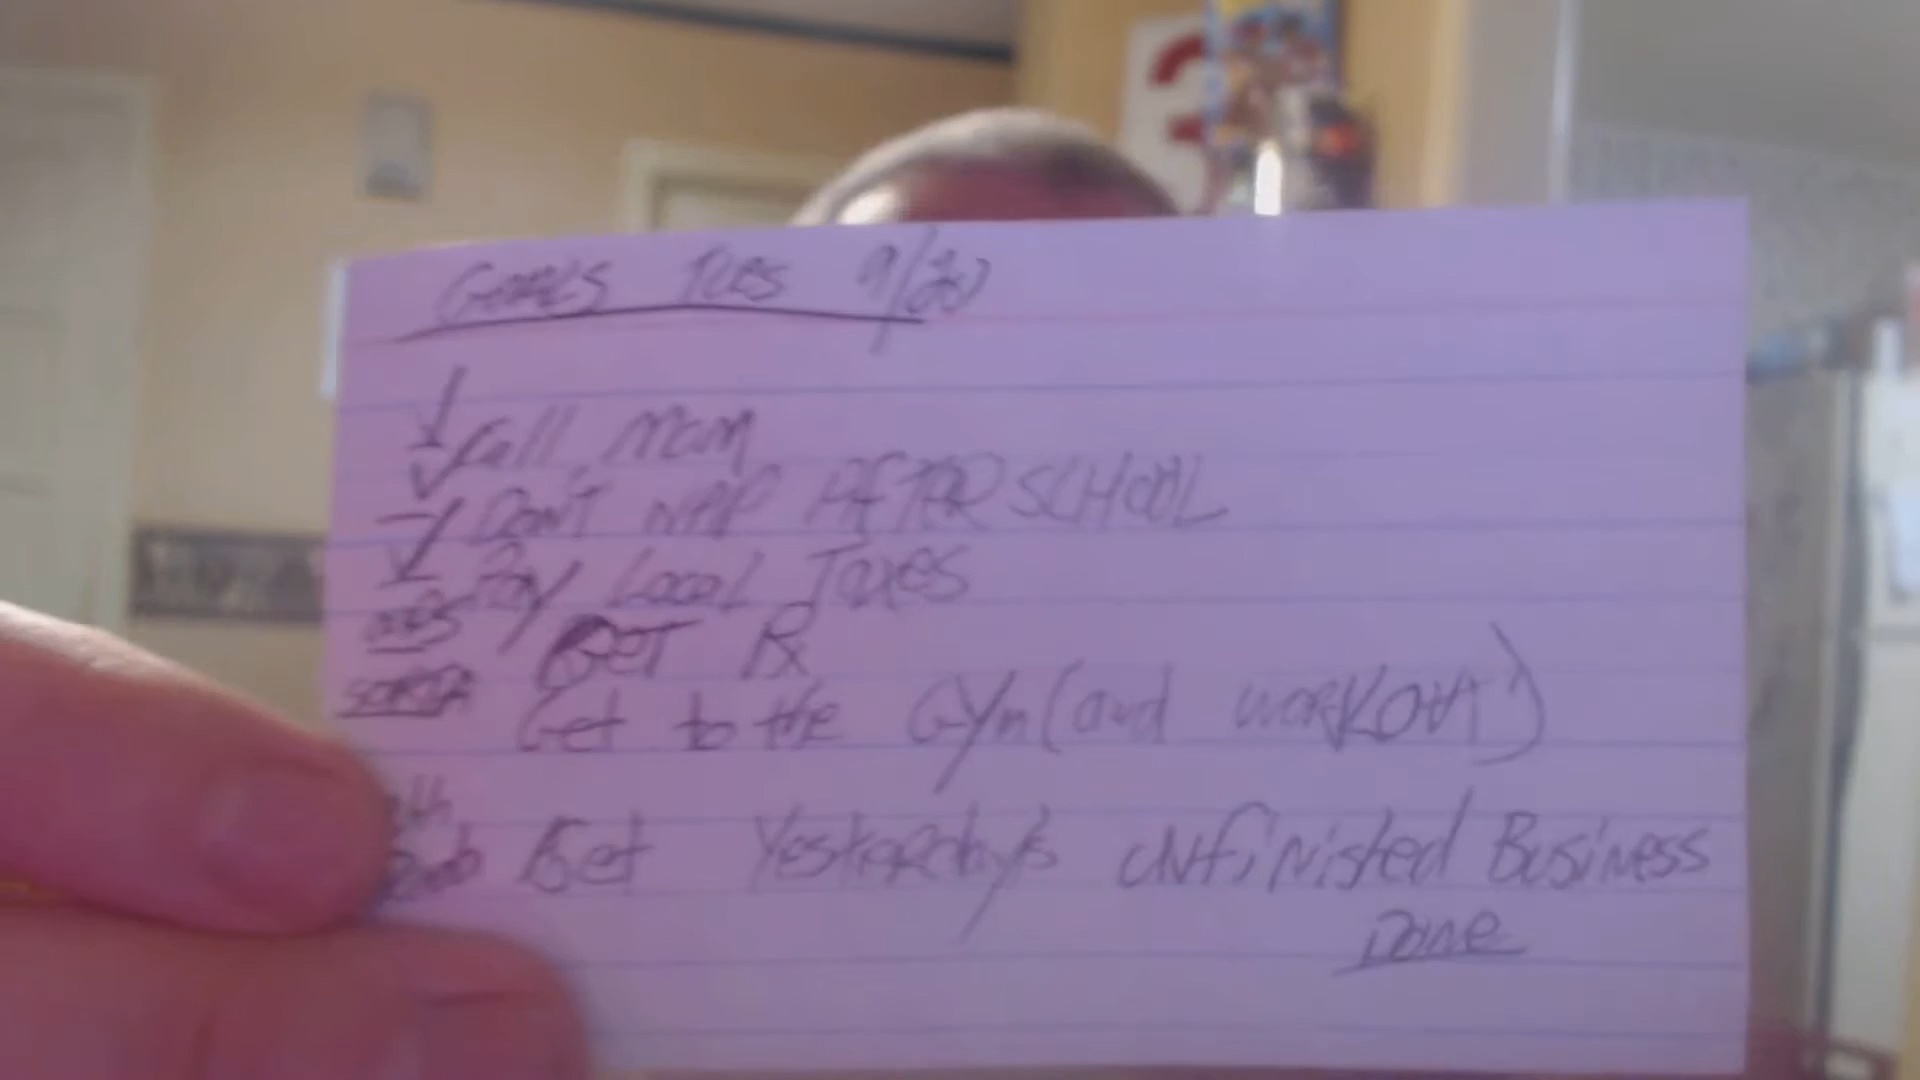 GOALS TUES 9/20
Call Mom
DON'T NAP AFTER SCHOOL
Pay Local Taxes
GET Rx
Get to the Gym (and workout)
Get Yesterday's unfinished Business
Done